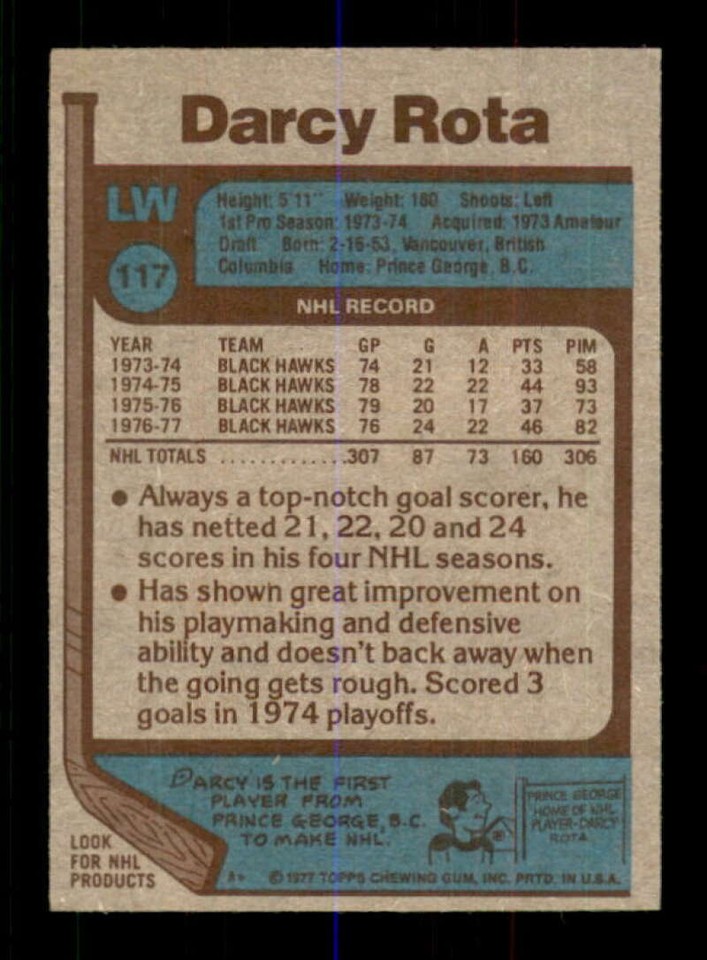 Darcy Rota
LW
117
Height: 5'11" Weight: 180 Shoots: Left
1st Pro Season: 1973-74 Acquired: 1973 Amateur
Draft Born: 2-16-53, Vancouver, British
Columbia Home: Prince George, B.C.
NHL RECORD
YEAR TEAM GP G A PTS PIM
1973-74 BLACK HAWKS 74 21 12 33 58
1974-75 BLACK HAWKS 78 22 22 44 93
1975-76 BLACK HAWKS 79 20 17 37 73
1976-77 BLACK HAWKS 76 24 22 46 82
NHL TOTALS .............307 87 73 160 306
• Always a top-notch goal scorer, he
has netted 21, 22, 20 and 24
scores in his four NHL seasons.
• Has shown great improvement on
his playmaking and defensive
ability and doesn't back away when
the going gets rough. Scored 3
goals in 1974 playoffs.
DARCY IS THE FIRST
PLAYER FROM
PRINCE GEORGE, B.C.
TO MAKE NHL.
PRINCE GEORGE
HOME OF NHL
PLAYER-DARCY
ROTA
LOOK
FOR NHL
PRODUCTS
A* © 1977 TOPPS CHEWING GUM, INC. PRTD. IN U.S.A.